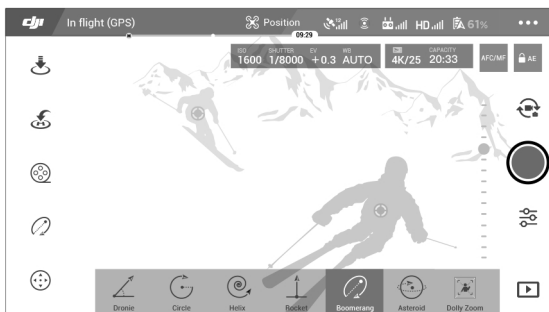 dji In flight (GPS) Position 12 HD 61%
09:29
ISO SHUTTER EV WB CAPACITY
1600 1/8000 +0.3 AUTO 4K/25 20:33 AFC/MF AE
Dronie Circle Helix Rocket Boomerang Asteroid Dolly Zoom